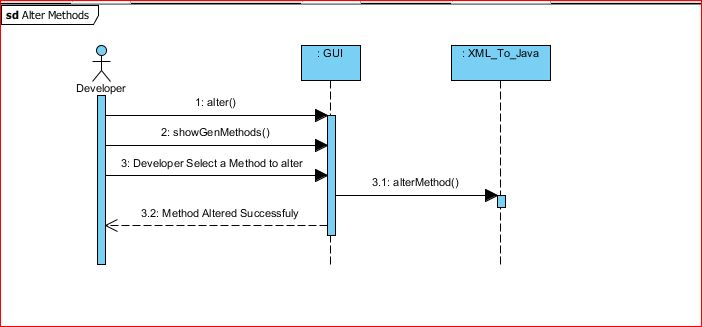 sd Alter Methods
: GUI
: XML_To_Java
Developer
1: alter()
2: showGenMethods()
3: Developer Select a Method to alter
3.1: alterMethod()
3.2: Method Altered Successfuly